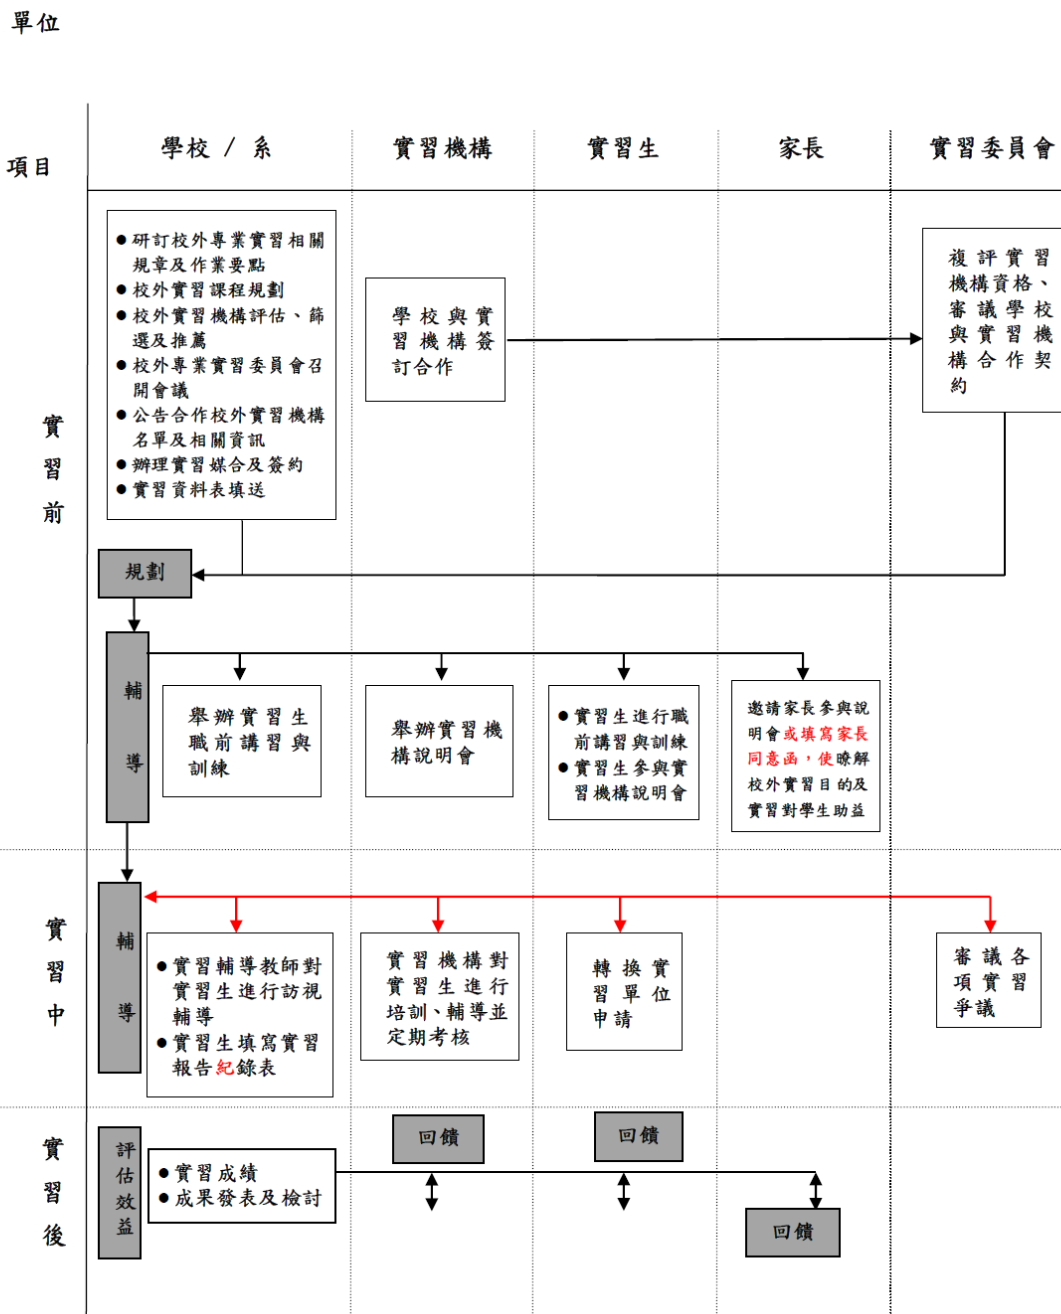 單位
項目
學校 / 系
實習機構
實習生
家長
實習委員會
實
習
前
●研訂校外專業實習相關
規章及作業要點
●校外實習課程規劃
●校外實習機構評估、篩
選及推薦
●校外專業實習委員會召
開會議
●公告合作校外實習機構
名單及相關資訊
●辦理實習媒合及簽約
●實習資料表填送
學校與實
習機構簽
訂合作
複評實習
機構資格、
審議學校
與實習機
構合作契
約
規劃
輔
導
舉辦實習生
職前講習與
訓練
舉辦實習機
構說明會
●實習生進行職
前講習與訓練
●實習生參與實
習機構說明會
邀請家長參與說
明會或填寫家長
同意函，使瞭解
校外實習目的及
實習對學生助益
實
習
中
輔
導
●實習輔導教師對
實習生進行訪視
輔導
●實習生填寫實習
報告紀錄表
實習機構對
實習生進行
培訓、輔導並
定期考核
轉換實
習單位
申請
審議各
項實習
爭議
實
習
後
評
估
效
益
●實習成績
●成果發表及檢討
回饋
回饋
回饋